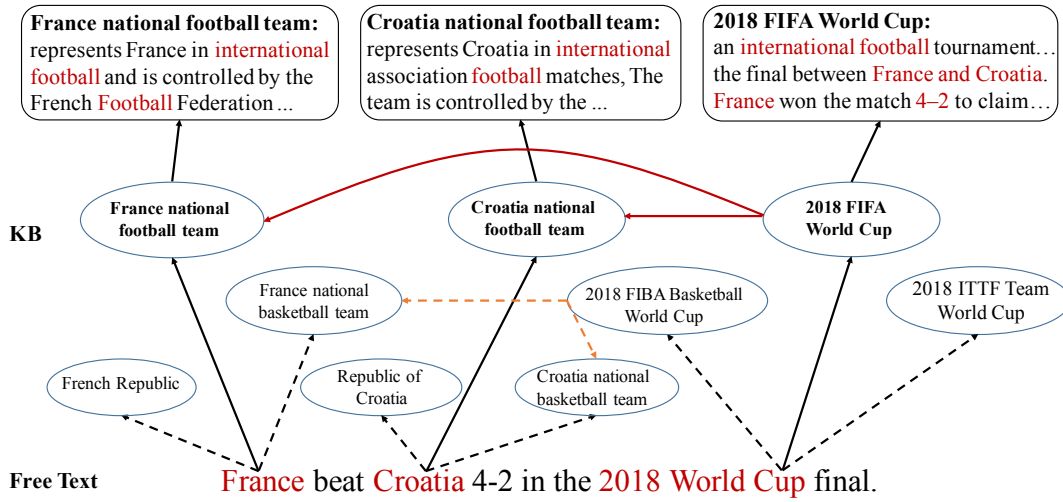 France national football team:
represents France in international
football and is controlled by the
French Football Federation ...
Croatia national football team:
represents Croatia in international
association football matches, The
team is controlled by the ...
2018 FIFA World Cup:
an international football tournament…
the final between France and Croatia.
France won the match 4–2 to claim…
KB
France national
football team
Croatia national
football team
2018 FIFA
World Cup
France national
basketball team
2018 FIBA Basketball
World Cup
2018 ITTF Team
World Cup
French Republic
Republic of
Croatia
Croatia national
basketball team
Free Text
France beat Croatia 4-2 in the 2018 World Cup final.